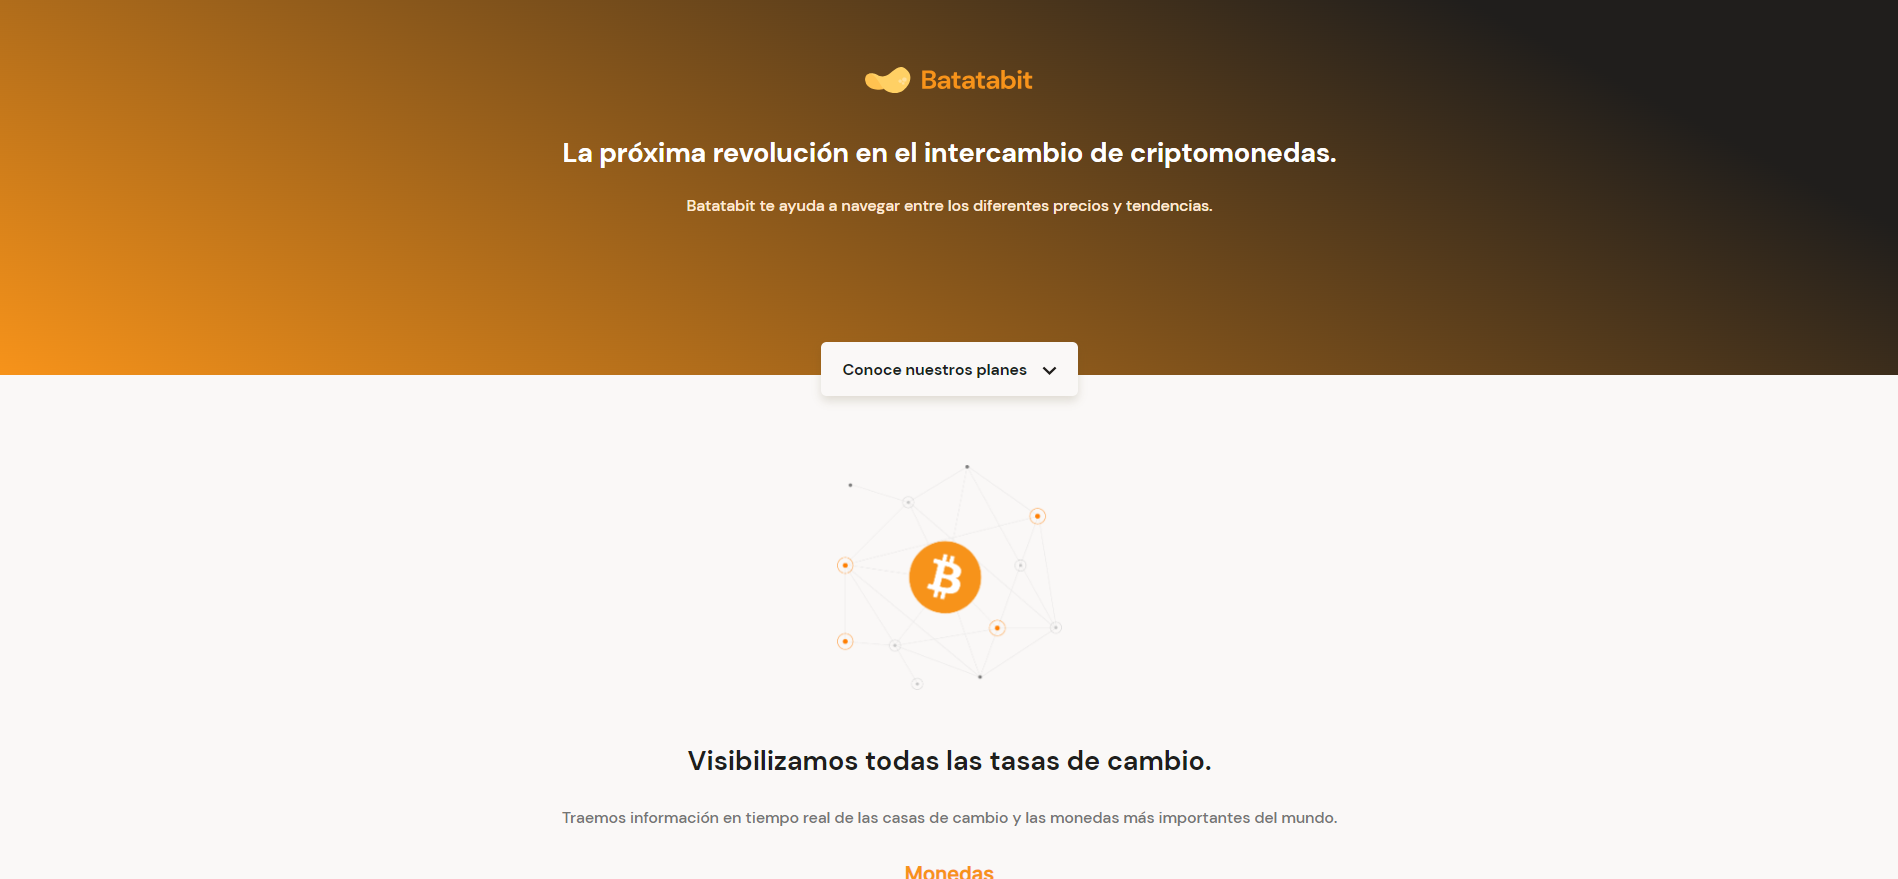 Batatabit
La próxima revolución en el intercambio de criptomonedas.
Batatabit te ayuda a navegar entre los diferentes precios y tendencias.
Conoce nuestros planes
Visibilizamos todas las tasas de cambio.
Traemos información en tiempo real de las casas de cambio y las monedas más importantes del mundo.
Monedas